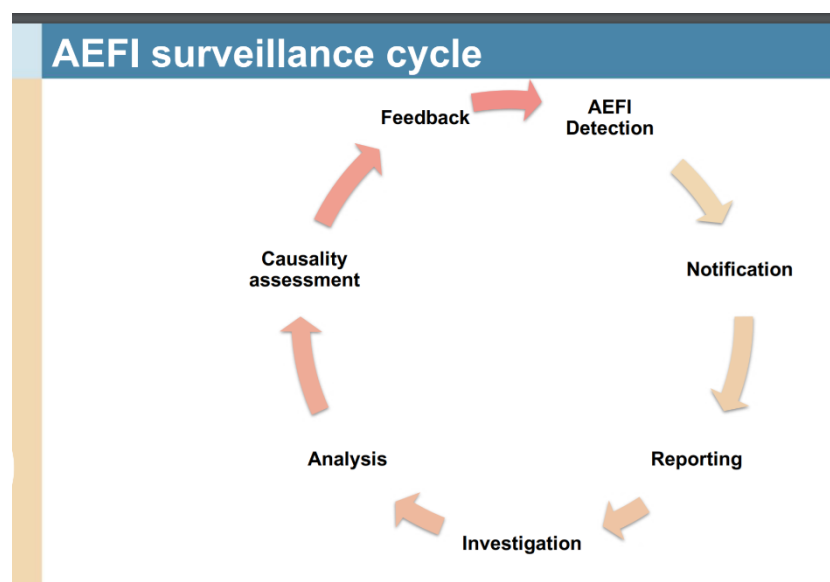 AEFI surveillance cycle
AEFI
Detection
Notification
Reporting
Investigation
Analysis
Causality
assessment
Feedback